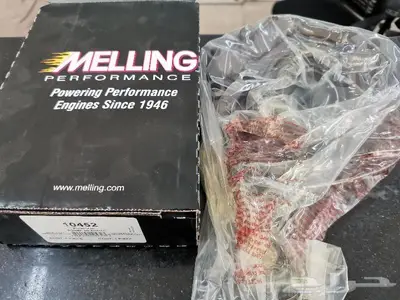 MELLING
PERFORMANCE
Powering Performance
Engines Since 1946
www.melling.com
10452